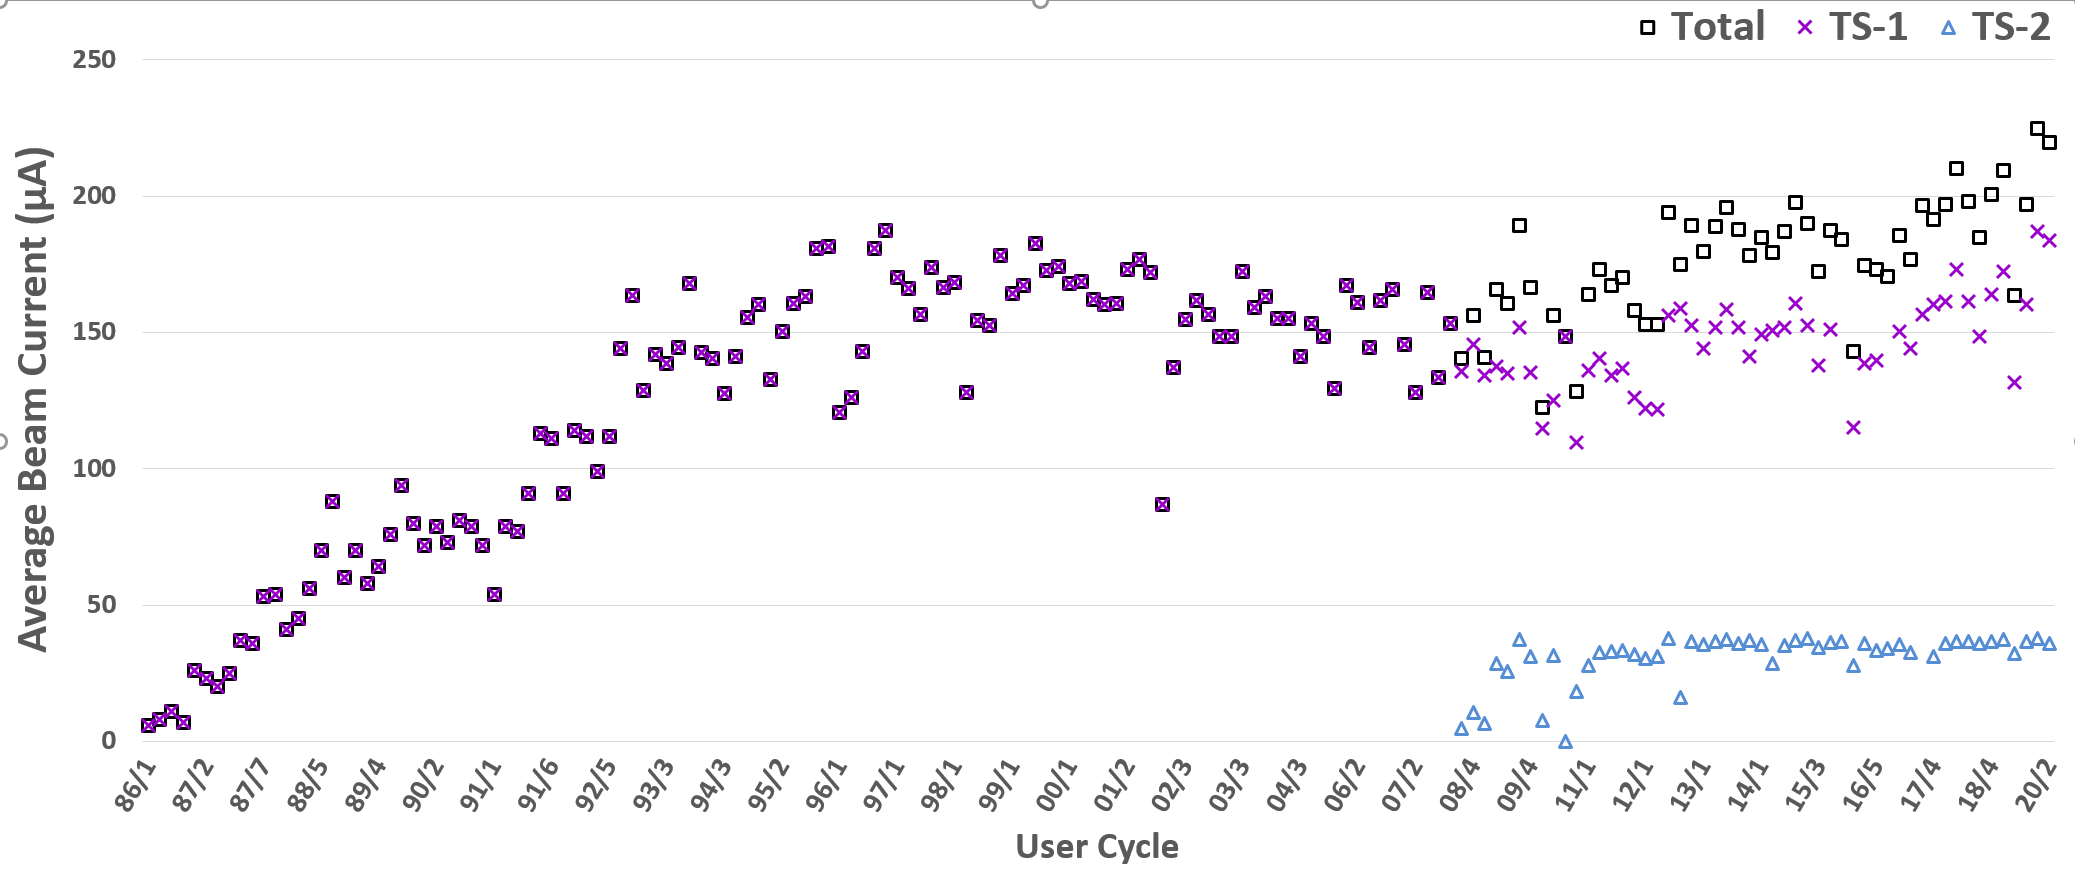 Total TS-1 TS-2
Average Beam Current (µA)
250
200
150
100
50
0
86/1 87/2 87/7 88/5 89/4 90/2 91/1 91/6 92/5 93/3 94/3 95/2 96/1 97/1 98/1 99/1 00/1 01/2 02/3 03/3 04/3 06/2 07/2 08/4 09/4 11/1 12/1 13/1 14/1 15/3 16/5 17/4 18/4 20/2
User Cycle